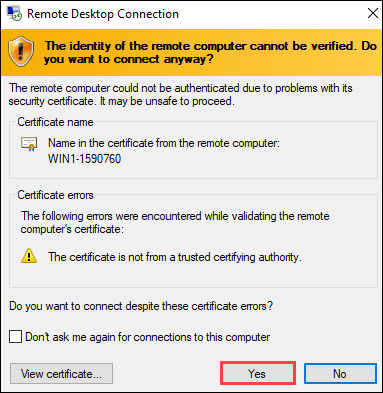 Remote Desktop Connection
The identity of the remote computer cannot be verified. Do
you want to connect anyway?
The remote computer could not be authenticated due to problems with its
security certificate. It may be unsafe to proceed.
Certificate name
Name in the certificate from the remote computer:
WIN1-1590760
Certificate errors
The following errors were encountered while validating the remote
computer's certificate:
The certificate is not from a trusted certifying authority.
Do you want to connect despite these certificate errors?
Don't ask me again for connections to this computer
View certificate...
Yes
No